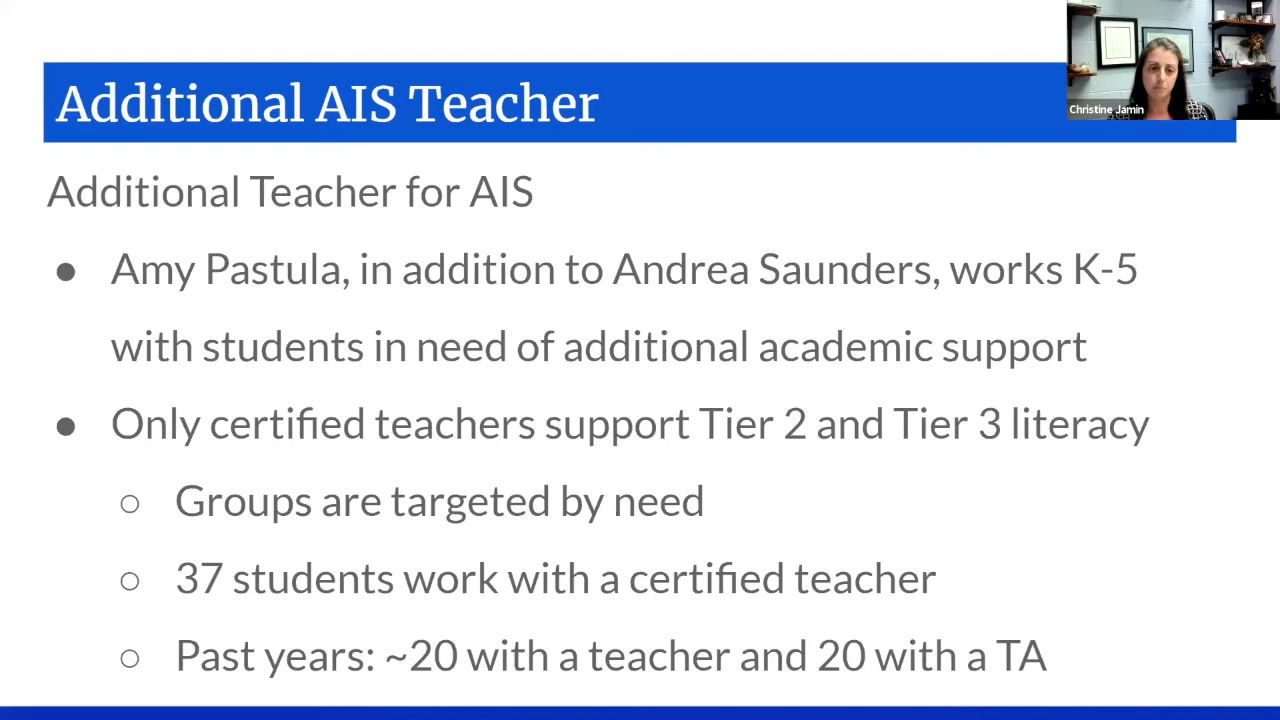 Additional AIS Teacher
Christine Jamin
Additional Teacher for AIS
● Amy Pastula, in addition to Andrea Saunders, works K-5
with students in need of additional academic support
● Only certified teachers support Tier 2 and Tier 3 literacy
○ Groups are targeted by need
○ 37 students work with a certified teacher
○ Past years: ~20 with a teacher and 20 with a TA